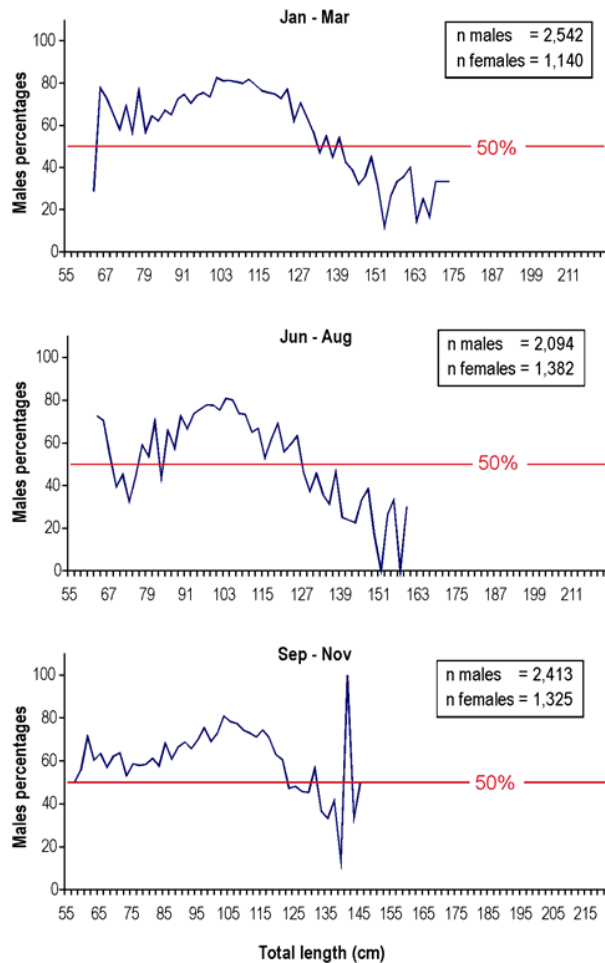 Jan - Mar
n males = 2,542
n females = 1,140
Males percentages
100
80
60
40
20
0
50%
55 67 79 91 103 115 127 139 151 163 175 187 199 211
Jun - Aug
n males = 2,094
n females = 1,382
Males percentages
100
80
60
40
20
0
50%
55 67 79 91 103 115 127 139 151 163 175 187 199 211
Sep - Nov
n males = 2,413
n females = 1,325
Males percentages
100
80
60
40
20
0
50%
55 65 75 85 95 105 115 125 135 145 155 165 175 185 195 205 215
Total length (cm)